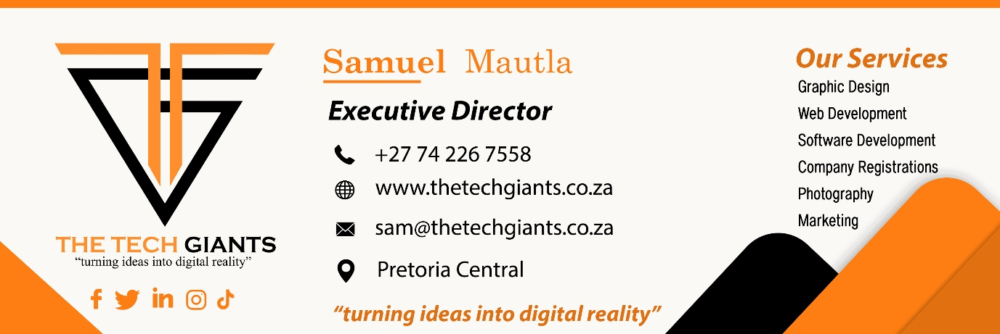 THE TECH GIANTS
“turning ideas into digital reality”
Samuel Mautla
Executive Director
+27 74 226 7558
www.thetechgiants.co.za
sam@thetechgiants.co.za
Pretoria Central
“turning ideas into digital reality”
Our Services
Graphic Design
Web Development
Software Development
Company Registrations
Photography
Marketing